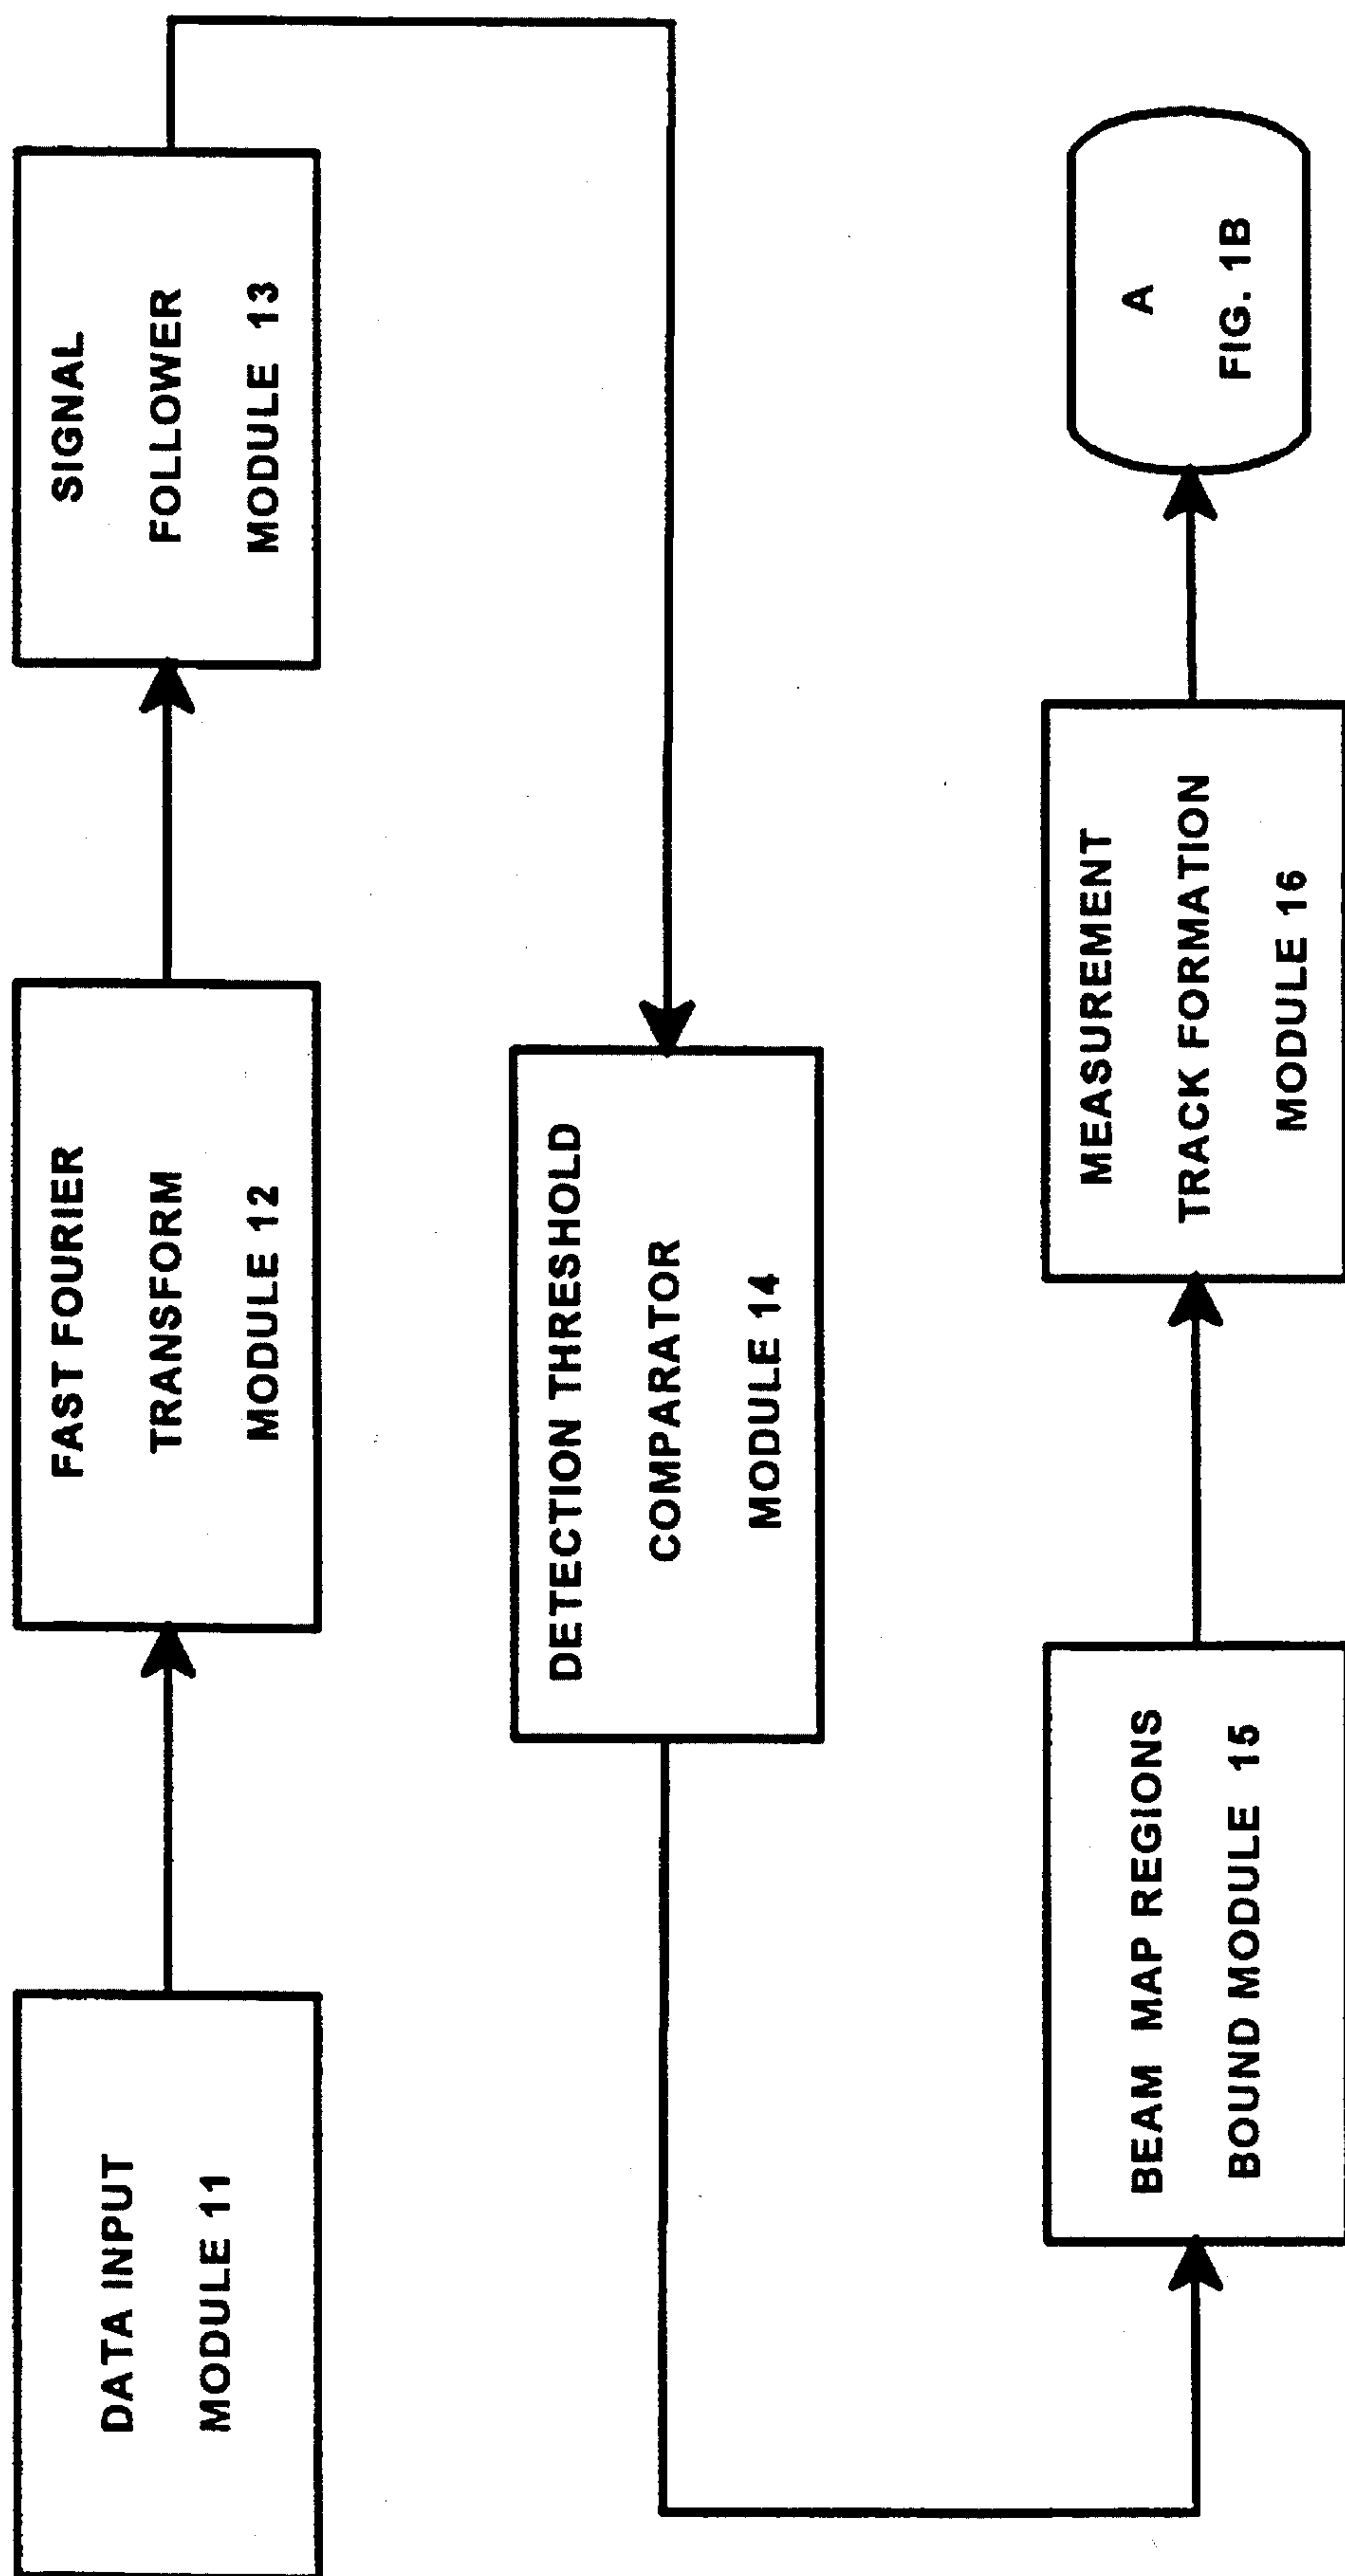 DATA INPUT
MODULE 11
FAST FOURIER
TRANSFORM
MODULE 12
SIGNAL
FOLLOWER
MODULE 13
DETECTION THRESHOLD
COMPARATOR
MODULE 14
BEAM MAP REGIONS
BOUND MODULE 15
MEASUREMENT
TRACK FORMATION
MODULE 16
A
FIG. 1B